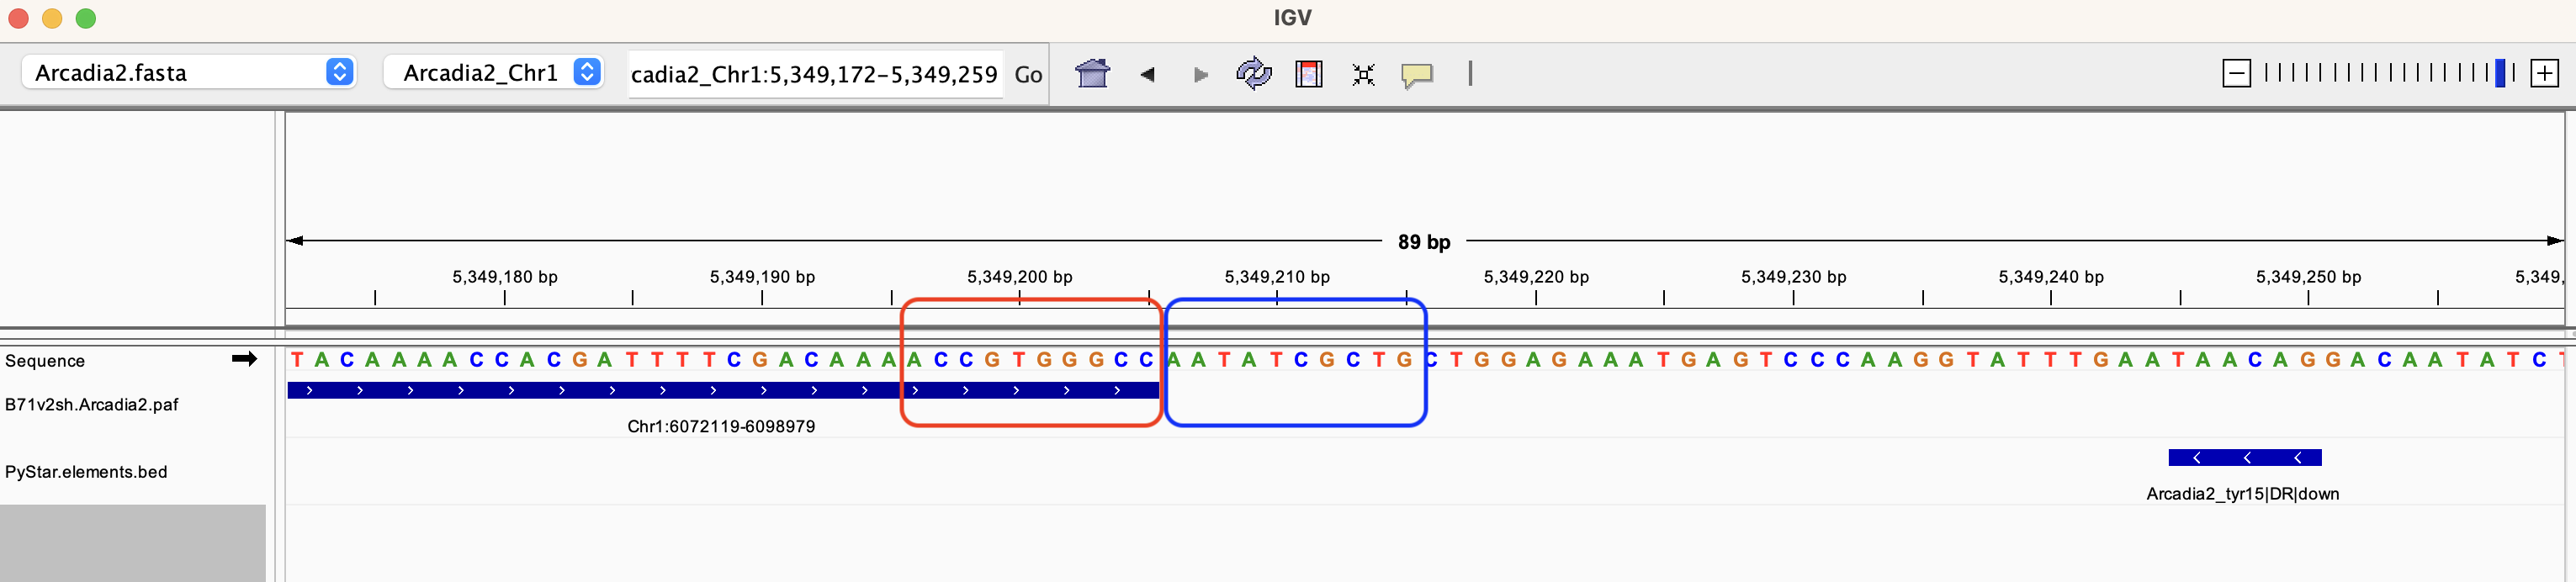 IGV
Arcadia2.fasta
Arcadia2_Chr1
cadia2_Chr1:5,349,172-5,349,259
Go
89 bp
5,349,180 bp 5,349,190 bp 5,349,200 bp 5,349,210 bp 5,349,220 bp 5,349,230 bp 5,349,240 bp 5,349,250 bp 5,349,
Sequence
T A C A A A A C C A C G A T T T T C G A C A A A A C C G T G G G C C A A T A T C G C T G C T G G A G A A A T G A G T C C C A A G G T A T T T G A A T A A C A G G A C A A T A T C T
B71v2sh.Arcadia2.paf
Chr1:6072119-6098979
PyStar.elements.bed
Arcadia2_tyr15|DR|down